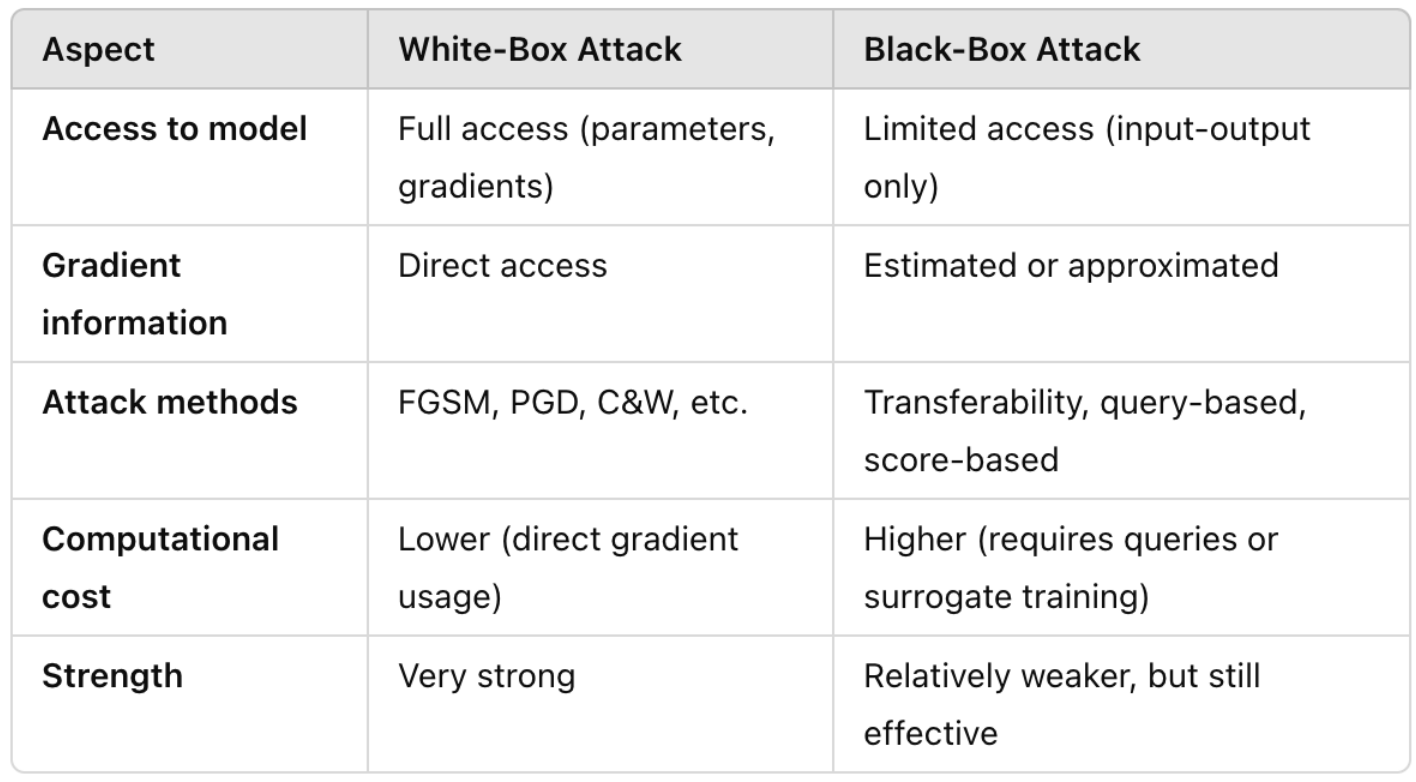 Aspect
White-Box Attack
Black-Box Attack
Access to model
Full access (parameters,
gradients)
Limited access (input-output
only)
Gradient
information
Direct access
Estimated or approximated
Attack methods
FGSM, PGD, C&W, etc.
Transferability, query-based,
score-based
Computational
cost
Lower (direct gradient
usage)
Higher (requires queries or
surrogate training)
Strength
Very strong
Relatively weaker, but still
effective